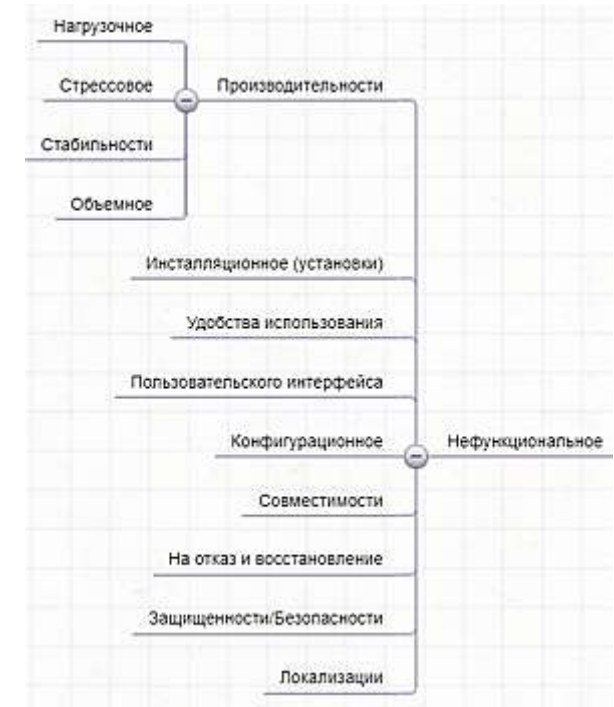 Нагрузочное
Стрессовое
Производительности
Стабильности
Объемное
Инсталляционное (установки)
Удобства использования
Пользовательского интерфейса
Конфигурационное
Нефункциональное
Совместимости
На отказ и восстановление
Защищенности/Безопасности
Локализации